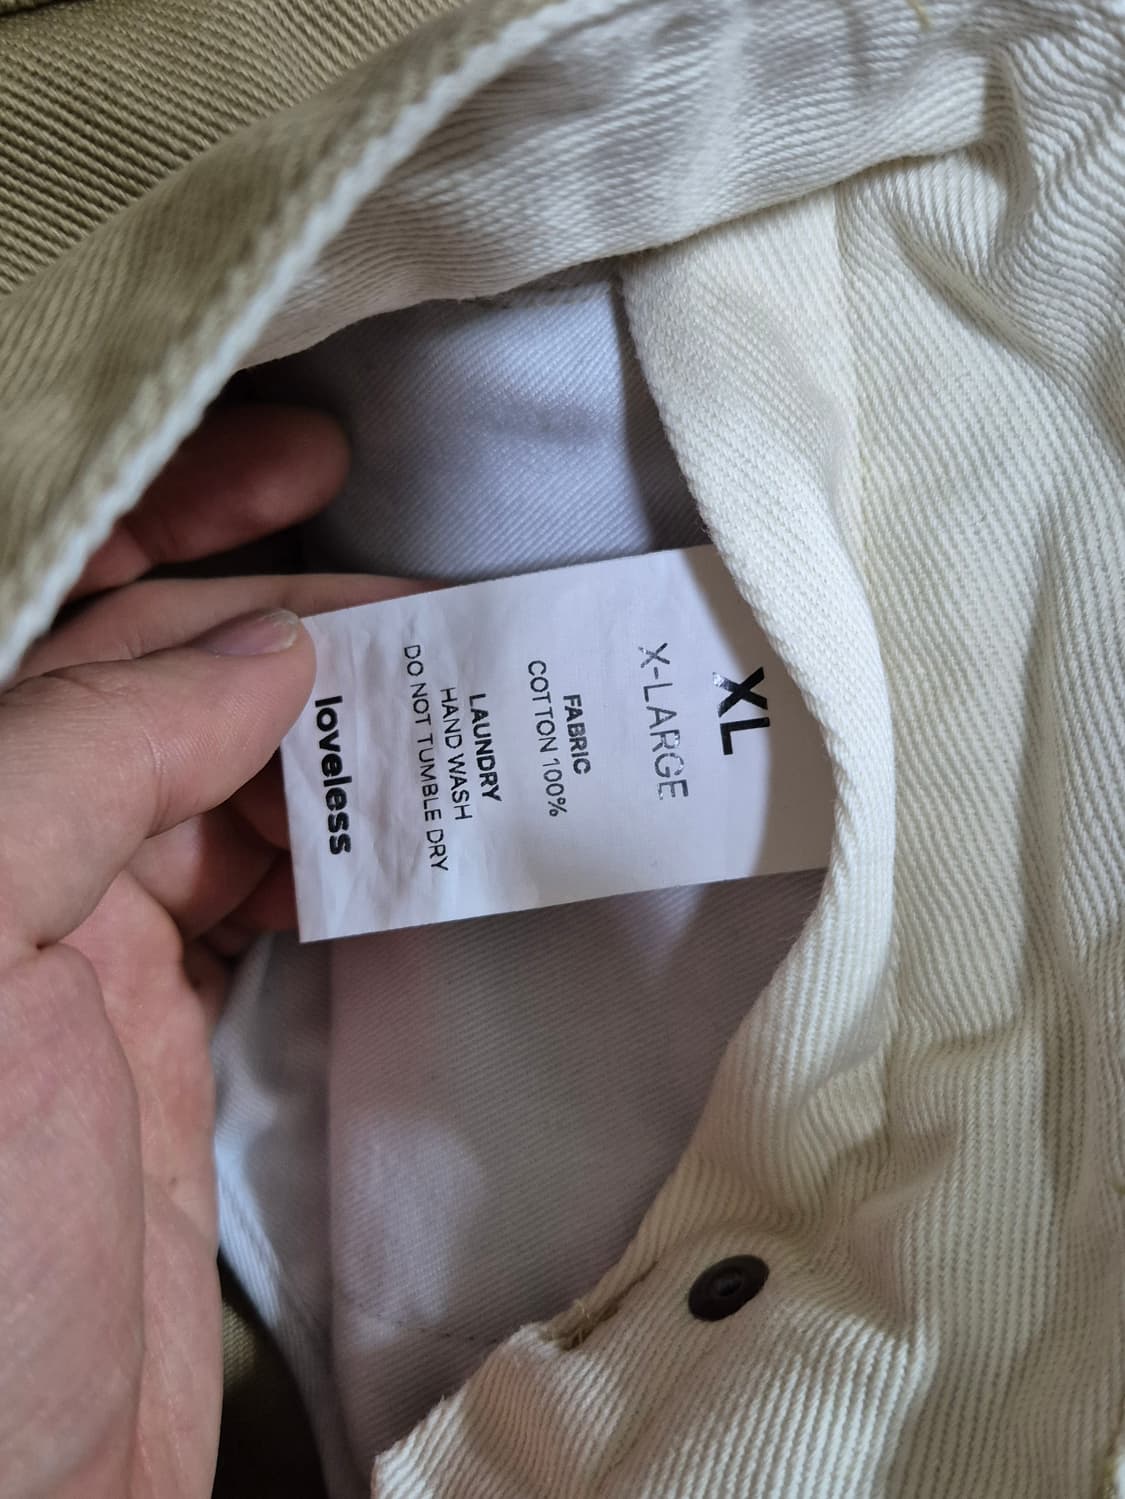 XL
X-LARGE
FABRIC
COTTON 100%
LAUNDRY
HAND WASH
DO NOT TUMBLE DRY
loveless